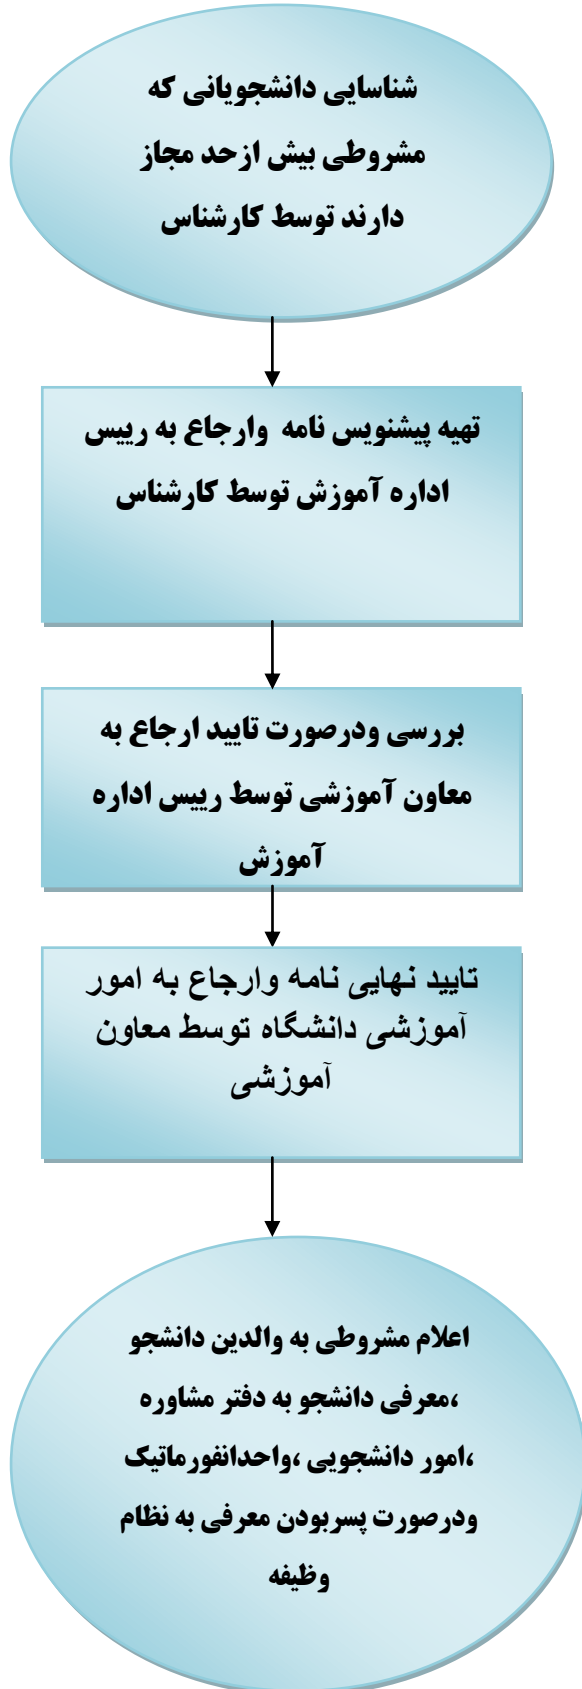 شناسایی دانشجویانی که
مشروطی بیش ازحد مجاز
دارند توسط کارشناس
تهیه پیشنویس نامه وارجاع به رییس
اداره آموزش توسط کارشناس
بررسی ودرصورت تایید ارجاع به
معاون آموزشی توسط رییس اداره
آموزش
تایید نهایی نامه وارجاع به امور
آموزشی دانشگاه توسط معاون
آموزشی
اعلام مشروطی به والدین دانشجو
،معرفی دانشجو به دفتر مشاوره
،امور دانشجویی ،واحدانفورماتیک
ودرصورت پسربودن معرفی به نظام
وظیفه